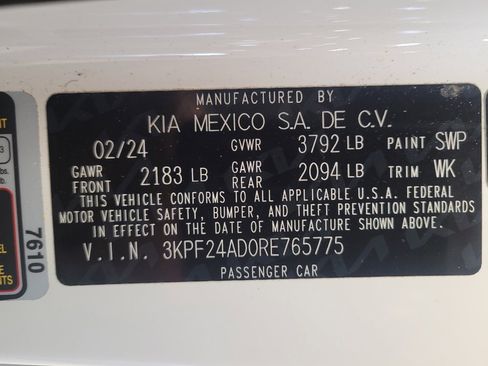 MANUFACTURED BY
KIA MEXICO S.A. DE C.V.
02/24 GVWR 3792 LB PAINT SWP
GAWR FRONT 2183 LB GAWR REAR 2094 LB TRIM WK
THIS VEHICLE CONFORMS TO ALL APPLICABLE U.S.A. FEDERAL
MOTOR VEHICLE SAFETY, BUMPER, AND THEFT PREVENTION STANDARDS
IN EFFECT ON THE DATE OF MANUFACTURE SHOWN ABOVE.
V.I.N. 3KPF24AD0RE765775
PASSENGER CAR
7610